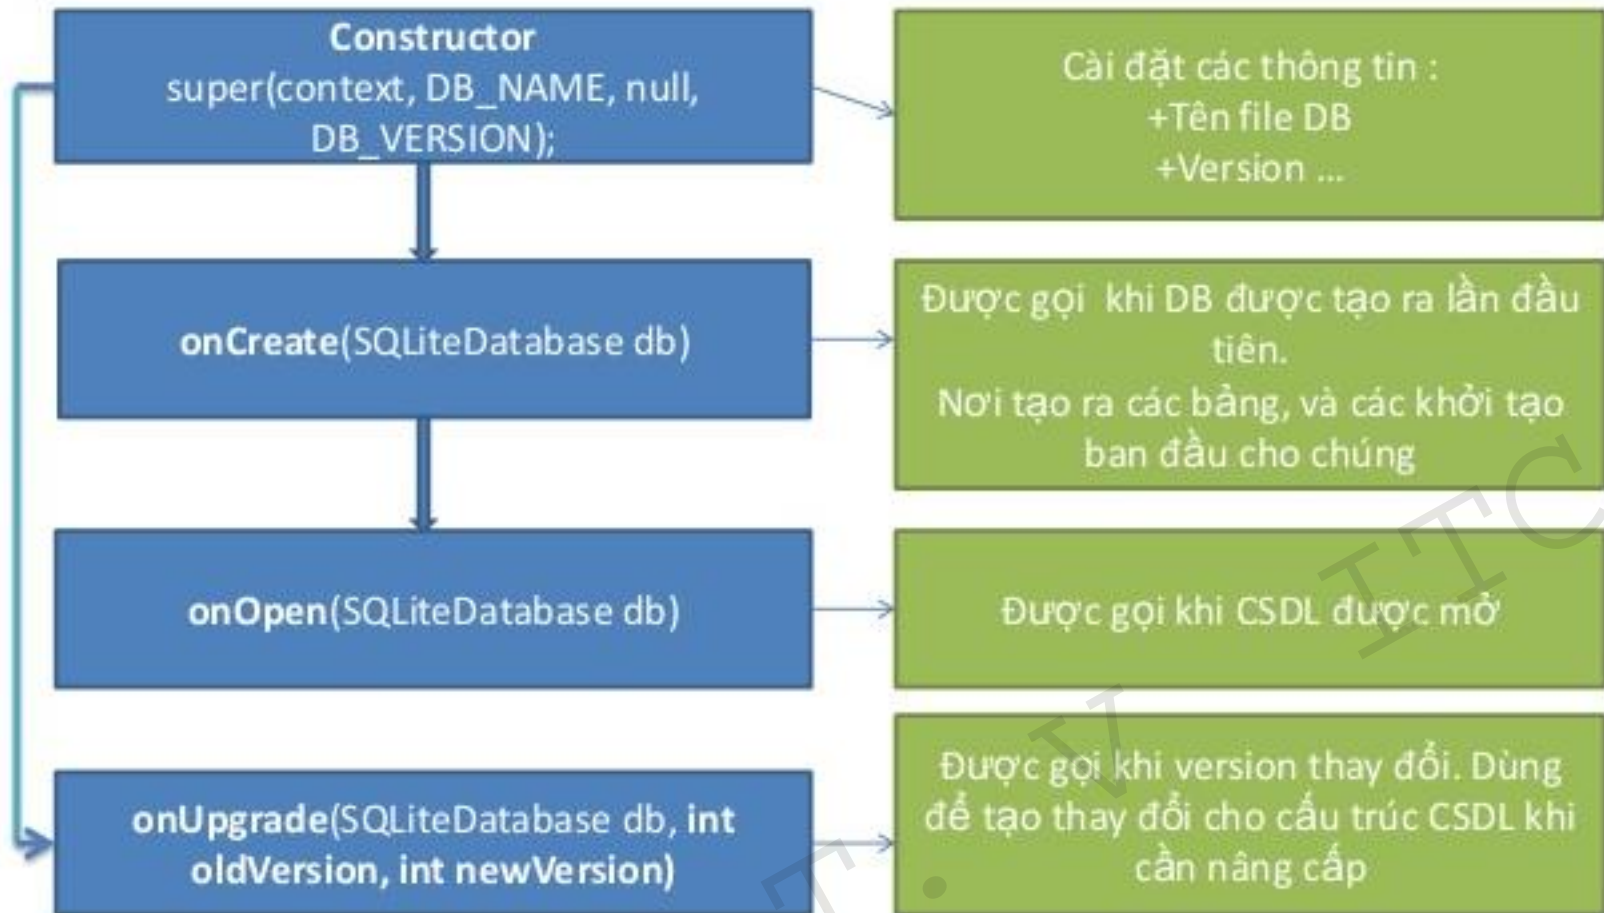 Constructor
super(context, DB_NAME, null,
DB_VERSION);
Cài đặt các thông tin :
+Tên file DB
+Version ...
onCreate(SQLiteDatabase db)
Được gọi khi DB được tạo ra lần đầu
tiên.
Nơi tạo ra các bảng, và các khởi tạo
ban đầu cho chúng
onOpen(SQLiteDatabase db)
Được gọi khi CSDL được mở
onUpgrade(SQLiteDatabase db, int
oldVersion, int newVersion)
Được gọi khi version thay đổi. Dùng
để tạo thay đổi cho cấu trúc CSDL khi
cần nâng cấp
T. V ITC